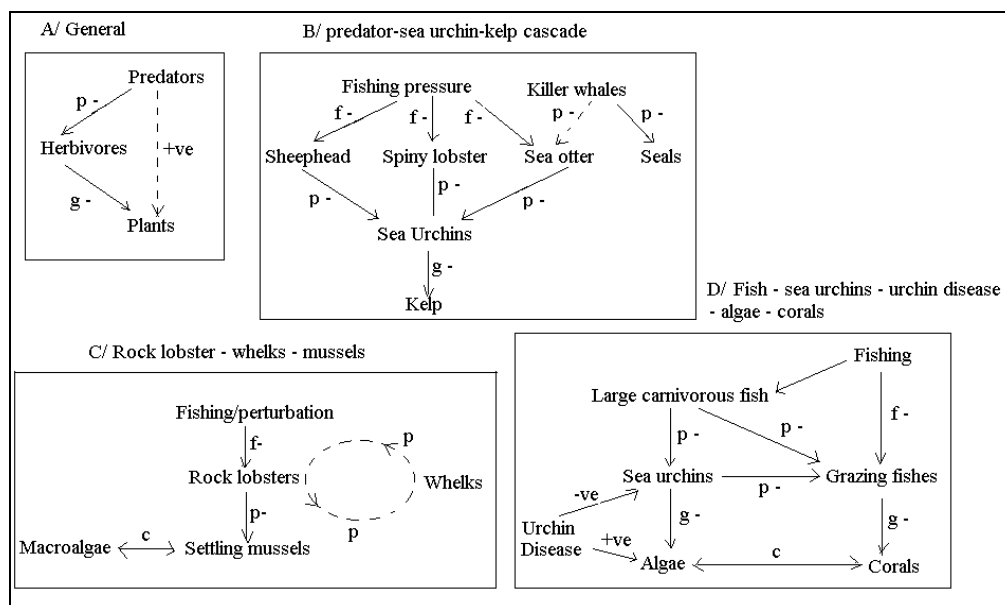 A/ General
Predators
p -
Herbivores
+ve
g -
Plants
B/ predator-sea urchin-kelp cascade
Fishing pressure
Killer whales
f -
f -
f -
p -
p -
Sheephead
Spiny lobster
Sea otter
Seals
p -
p -
p -
Sea Urchins
g -
Kelp
C/ Rock lobster - whelks - mussels
Fishing/perturbation
f-
p
Rock lobsters
Whelks
p-
p
Macroalgae
c
Settling mussels
D/ Fish - sea urchins - urchin disease
- algae - corals
Fishing
Large carnivorous fish
f -
p -
p -
Sea urchins
p -
Grazing fishes
-ve
g -
g -
Urchin
Disease
+ve
Algae
c
Corals